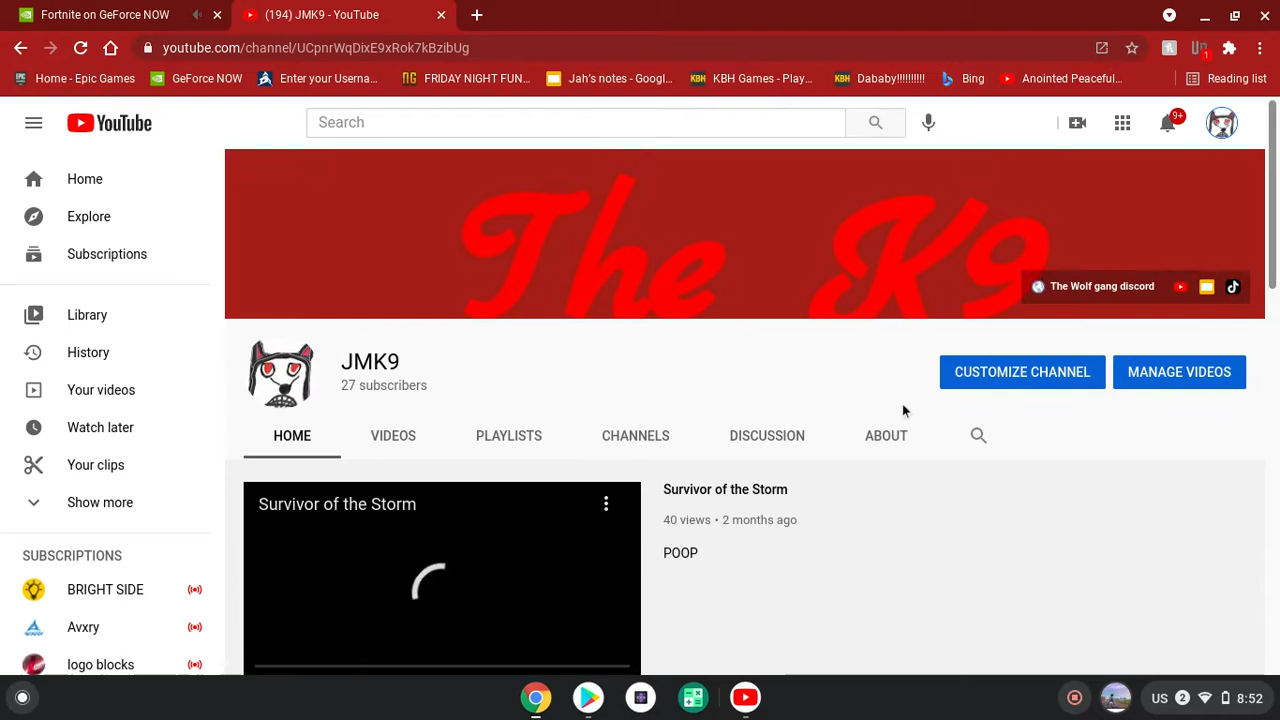 Fortnite on GeForce NOW
(194) JMK9 - YouTube
youtube.com/channel/UCpnrWqDixE9xRok7kBzibUg
1
Home - Epic Games
GeForce NOW
Enter your Userna...
FRIDAY NIGHT FUN...
Jah's notes - Googl...
KBH Games - Play...
Dababy!!!!!!!!!!
Bing
Anointed Peaceful...
Reading list
YouTube
Search
9+
Home
Explore
Subscriptions
Library
History
Your videos
Watch later
Your clips
Show more
SUBSCRIPTIONS
BRIGHT SIDE
Avxry
logo blocks
The K9
The Wolf gang discord
JMK9
27 subscribers
CUSTOMIZE CHANNEL
MANAGE VIDEOS
HOME
VIDEOS
PLAYLISTS
CHANNELS
DISCUSSION
ABOUT
Survivor of the Storm
Survivor of the Storm
40 views • 2 months ago
POOP
US
2
8:52